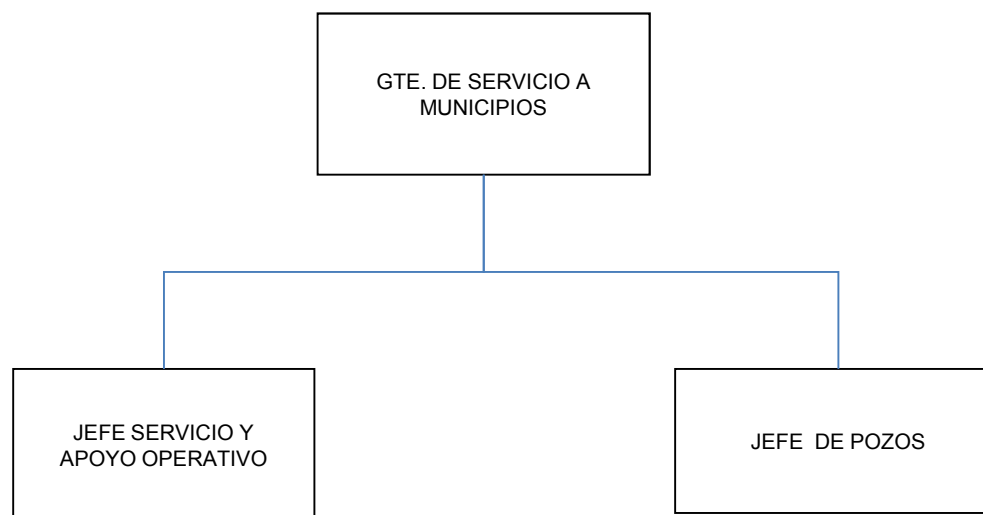 GTE. DE SERVICIO A
MUNICIPIOS
JEFE SERVICIO Y
APOYO OPERATIVO
JEFE  DE POZOS